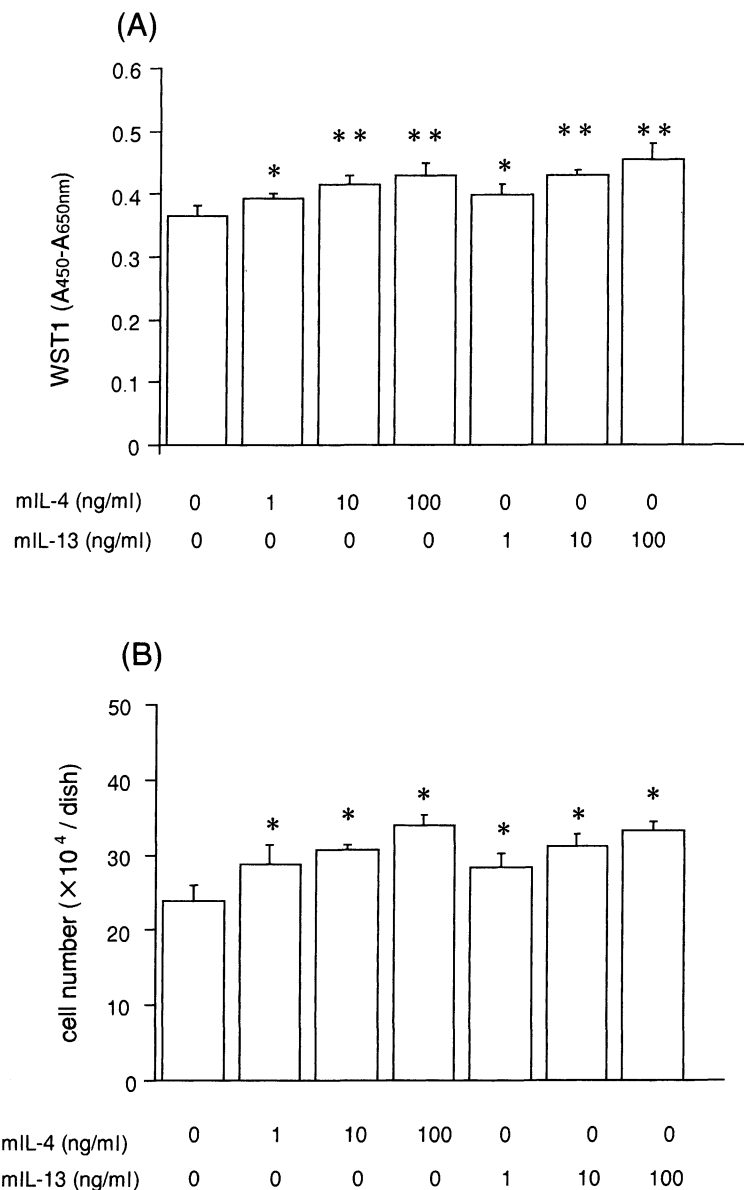 (A)
0.6
0.5
0.4
0.3
0.2
0.1
0
WST1 (A450-A650nm)
* ** ** * ** **
mIL-4 (ng/ml) 0 1 10 100 0 0 0
mIL-13 (ng/ml) 0 0 0 0 1 10 100
(B)
50
40
30
20
10
0
cell number (×10⁴ / dish)
* * * * * *
mIL-4 (ng/ml) 0 1 10 100 0 0 0
mIL-13 (ng/ml) 0 0 0 0 1 10 100